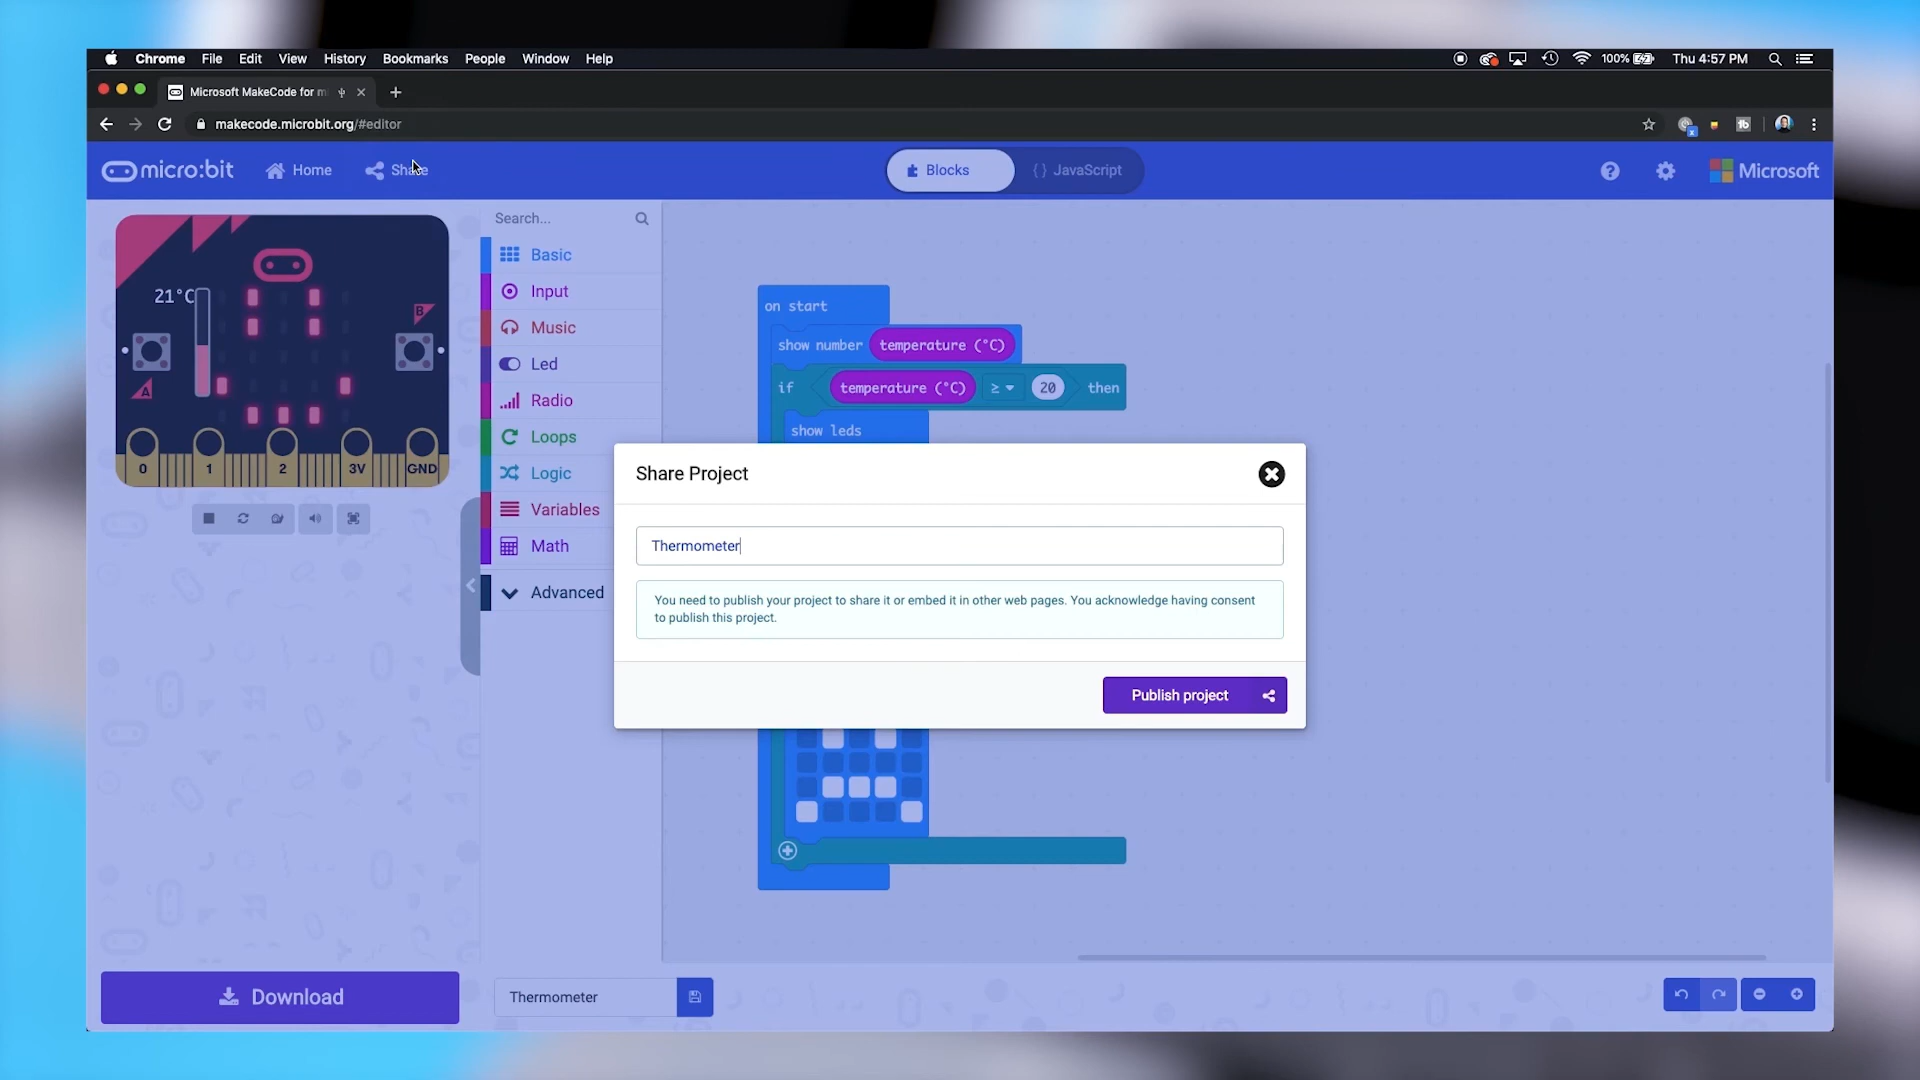 Chrome File Edit View History Bookmarks People Window Help
100% Thu 4:57 PM
Microsoft MakeCode for mi
makecode.microbit.org/#editor
micro:bit Home Share Blocks {} JavaScript ? Microsoft
Search...
Basic
Input
Music
Led
Radio
Loops
Logic
Variables
Math
Advanced
21°C
A
B
0 1 2 3V GND
on start
show number temperature (°C)
if temperature (°C) ≥ 20 then
show leds
Share Project
Thermometer
You need to publish your project to share it or embed it in other web pages. You acknowledge having consent
to publish this project.
Publish project
Download
Thermometer